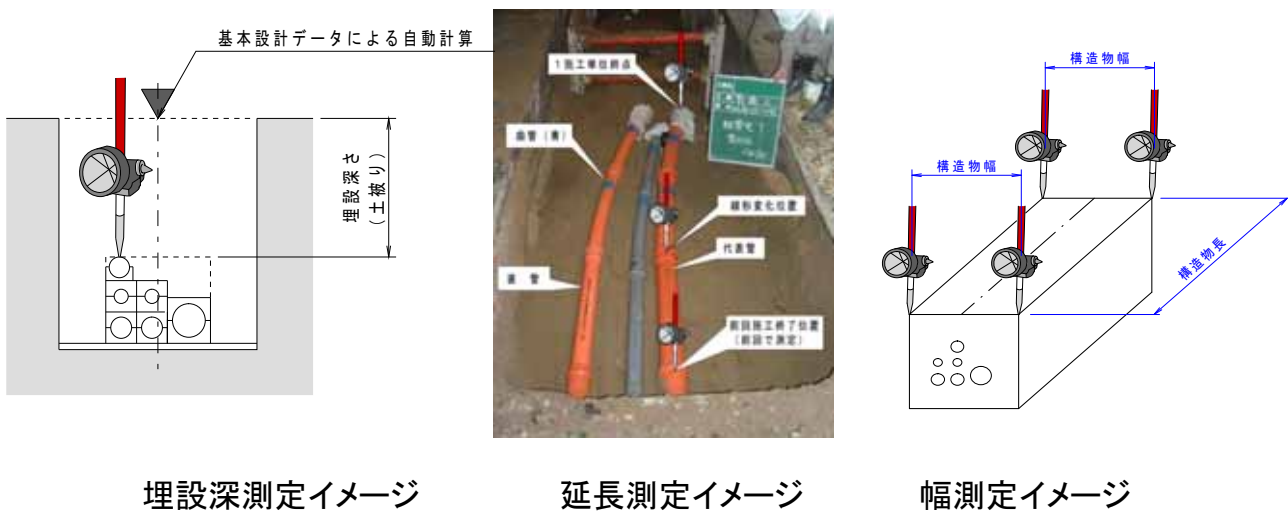 基本設計データによる自動計算
埋設深さ
(土被り)
1施工単位終点
曲管(青)
線形変化位置
代表管
直 管
前回施工終了位置
(前回で測定)
構造物幅
構造物幅
構造物長
埋設深測定イメージ
延長測定イメージ
幅測定イメージ